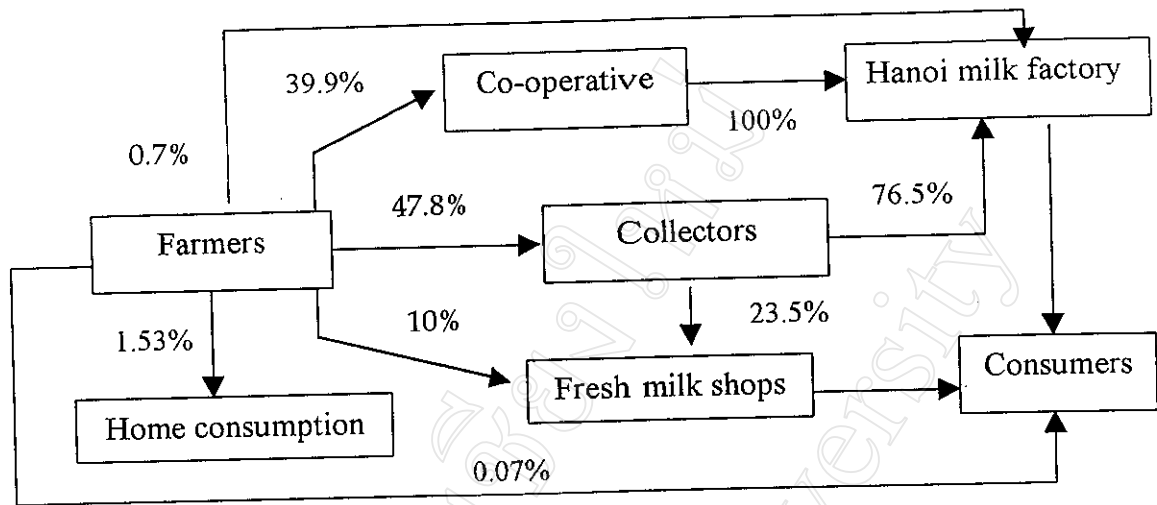 Co-operative
Hanoi milk factory
39.9%
100%
0.7%
47.8%
76.5%
Farmers
Collectors
1.53%
10%
23.5%
Fresh milk shops
Consumers
Home consumption
0.07%